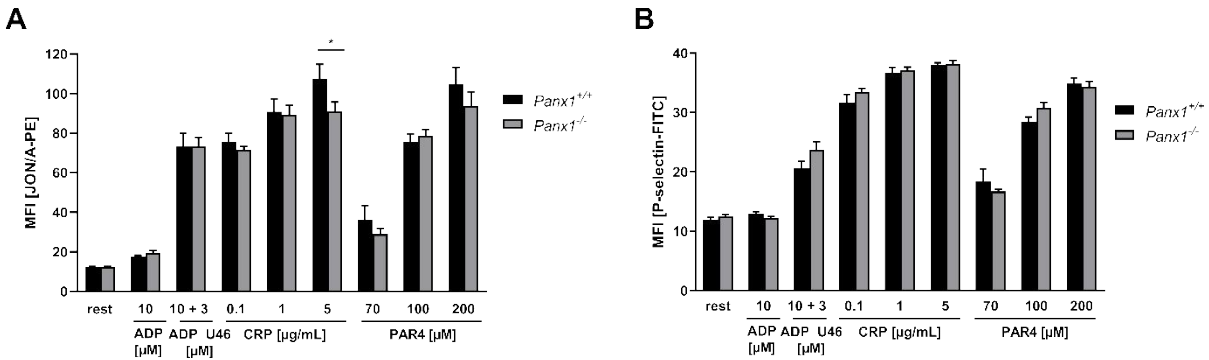 A
MFI [JON/A-PE]
120
100
80
60
40
20
0
*
Panx1+/+
Panx1-/-
rest 10 10 + 3 0.1 1 5 70 100 200
ADP [µM] ADP U46 [µM] CRP [µg/mL] PAR4 [µM]
B
MFI [P-selectin-FITC]
40
30
20
10
0
Panx1+/+
Panx1-/-
rest 10 10 + 3 0.1 1 5 70 100 200
ADP [µM] ADP U46 [µM] CRP [µg/mL] PAR4 [µM]